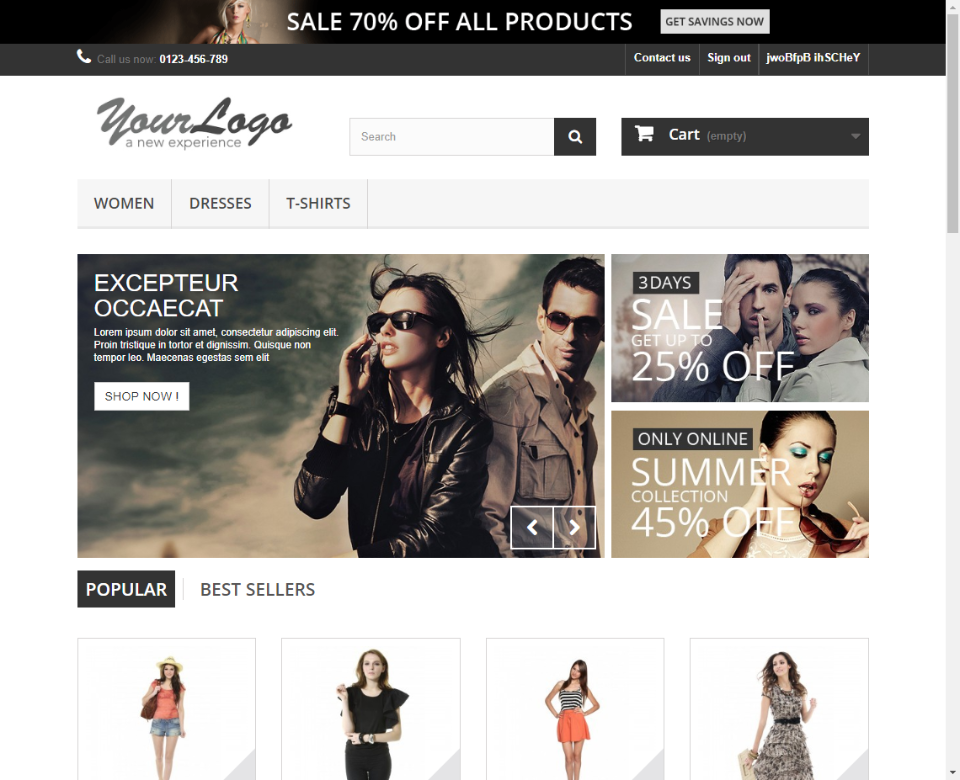 SALE 70% OFF ALL PRODUCTS
GET SAVINGS NOW
Call us now: 0123-456-789
Contact us
Sign out
jwoBfpB ihSCHeY
YourLogo
a new experience
Search
Cart (empty)
WOMEN
DRESSES
T-SHIRTS
EXCEPTEUR
OCCAECAT
Lorem ipsum dolor sit amet, consectetur adipiscing elit.
Proin tristique in tortor et dignissim. Quisque non
tempor leo. Maecenas egestas sem elit
SHOP NOW !
3 DAYS
SALE
GET UP TO
25% OFF
ONLY ONLINE
SUMMER
COLLECTION
45% OFF
POPULAR
BEST SELLERS